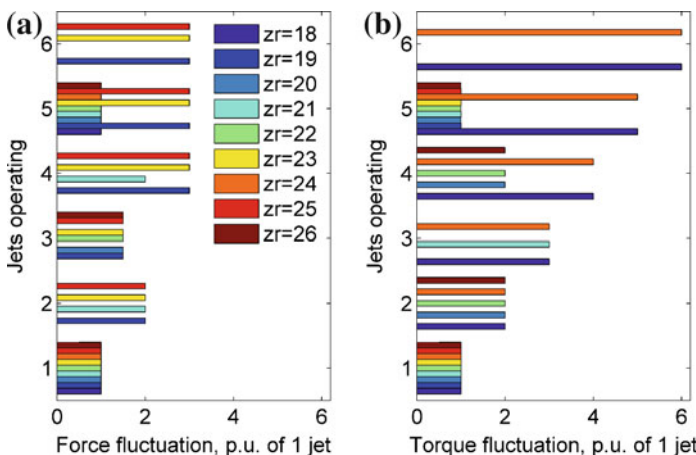 (a)
6
5
4
3
2
1
Jets operating
0 2 4 6
Force fluctuation, p.u. of 1 jet
zr=18
zr=19
zr=20
zr=21
zr=22
zr=23
zr=24
zr=25
zr=26
(b)
6
5
4
3
2
1
Jets operating
0 2 4 6
Torque fluctuation, p.u. of 1 jet